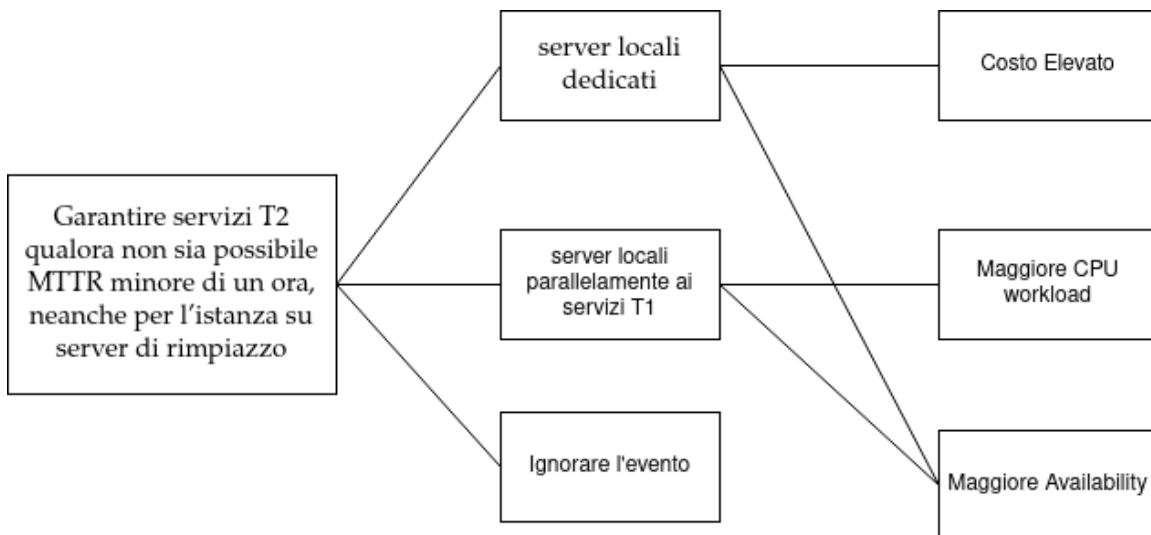 server locali
dedicati
Costo Elevato
Garantire servizi T2
qualora non sia possibile
MTTR minore di un ora,
neanche per l'istanza su
server di rimpiazzo
server locali
parallelamente ai
servizi T1
Maggiore CPU
workload
Ignorare l'evento
Maggiore Availability